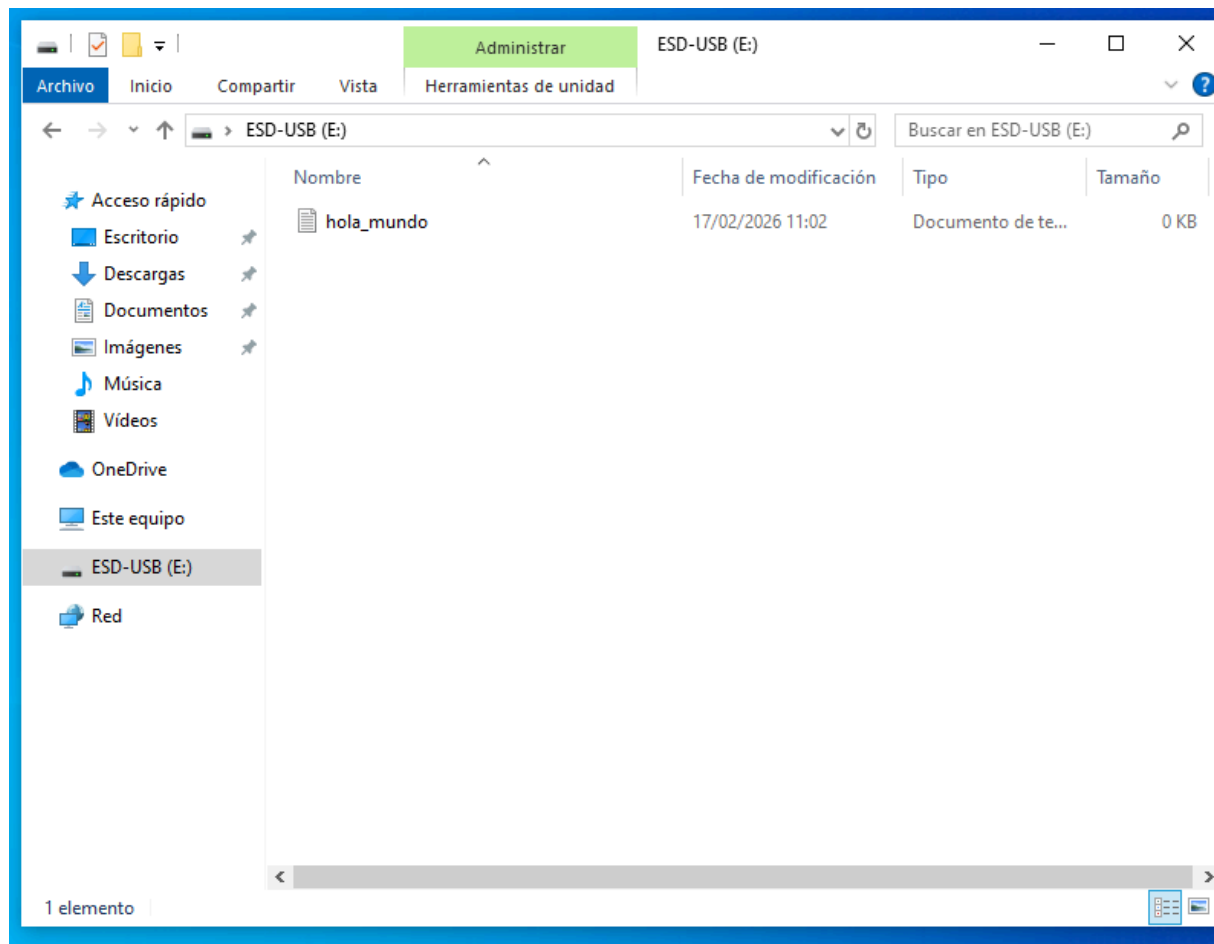 Administrar ESD-USB (E:)
Archivo Inicio Compartir Vista Herramientas de unidad ?
ESD-USB (E:) Buscar en ESD-USB (E:)
Nombre Fecha de modificación Tipo Tamaño
hola_mundo 17/02/2026 11:02 Documento de te... 0 KB
Acceso rápido
Escritorio
Descargas
Documentos
Imágenes
Música
Vídeos
OneDrive
Este equipo
ESD-USB (E:)
Red
1 elemento